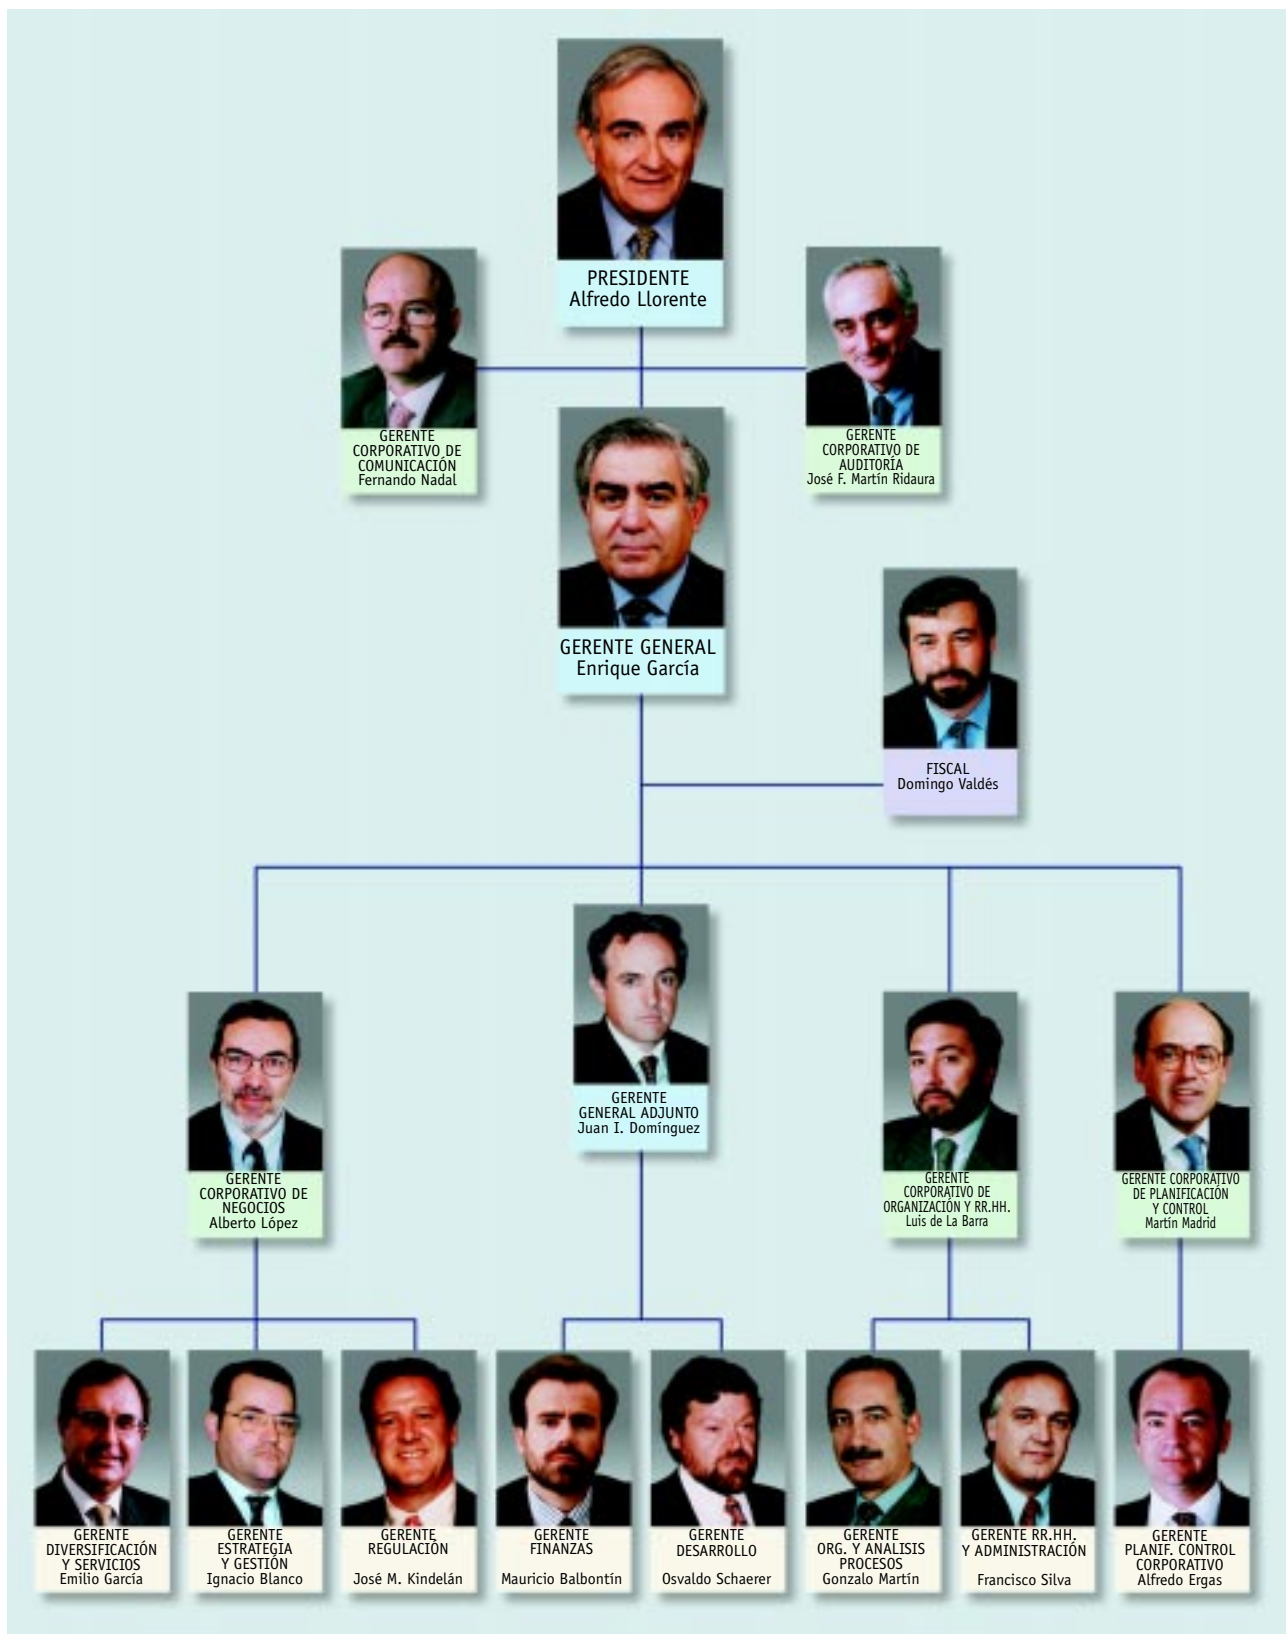 PRESIDENTE
Alfredo Llorente
GERENTE
CORPORATIVO DE
COMUNICACIÓN
Fernando Nadal
GERENTE
CORPORATIVO DE
AUDITORÍA
José F. Martín Ridaura
GERENTE GENERAL
Enrique García
FISCAL
Domingo Valdés
GERENTE
GENERAL ADJUNTO
Juan I. Domínguez
GERENTE
CORPORATIVO DE
NEGOCIOS
Alberto López
GERENTE
CORPORATIVO DE
ORGANIZACIÓN Y RR.HH.
Luis de La Barra
GERENTE CORPORATIVO
DE PLANIFICACIÓN
Y CONTROL
Martín Madrid
GERENTE
DIVERSIFICACIÓN
Y SERVICIOS
Emilio García
GERENTE
ESTRATEGIA
Y GESTIÓN
Ignacio Blanco
GERENTE
REGULACIÓN
José M. Kindelán
GERENTE
FINANZAS
Mauricio Balbontín
GERENTE
DESARROLLO
Osvaldo Schaerer
GERENTE
ORG. Y ANÁLISIS
PROCESOS
Gonzalo Martín
GERENTE RR.HH.
Y ADMINISTRACIÓN
Francisco Silva
GERENTE
PLANIF. CONTROL
CORPORATIVO
Alfredo Ergas